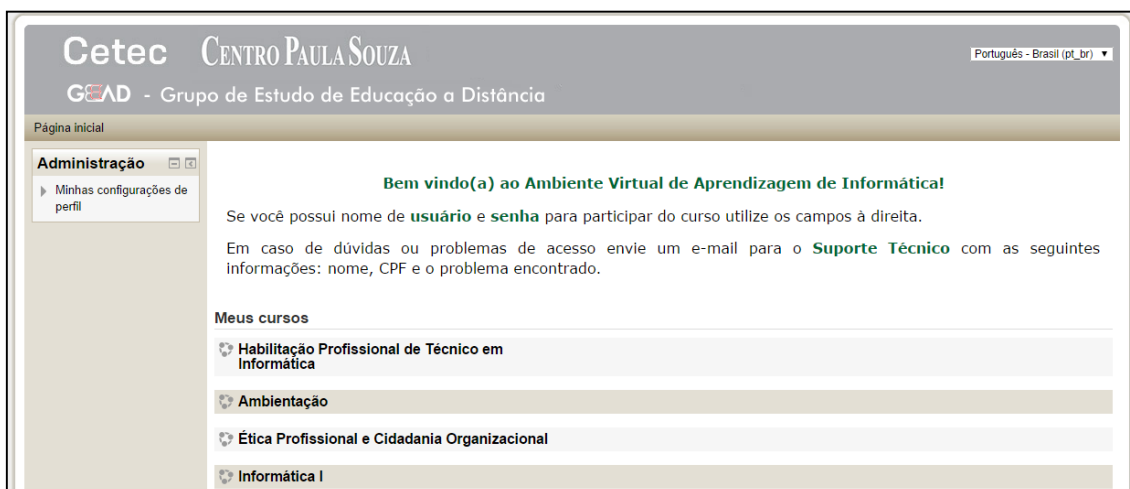 Cetec CENTRO PAULA SOUZA
Português - Brasil (pt_br)
GEAD - Grupo de Estudo de Educação a Distância
Página inicial
Administração
Minhas configurações de
perfil
Bem vindo(a) ao Ambiente Virtual de Aprendizagem de Informática!
Se você possui nome de usuário e senha para participar do curso utilize os campos à direita.
Em caso de dúvidas ou problemas de acesso envie um e-mail para o Suporte Técnico com as seguintes
informações: nome, CPF e o problema encontrado.
Meus cursos
Habilitação Profissional de Técnico em
Informática
Ambientação
Ética Profissional e Cidadania Organizacional
Informática I